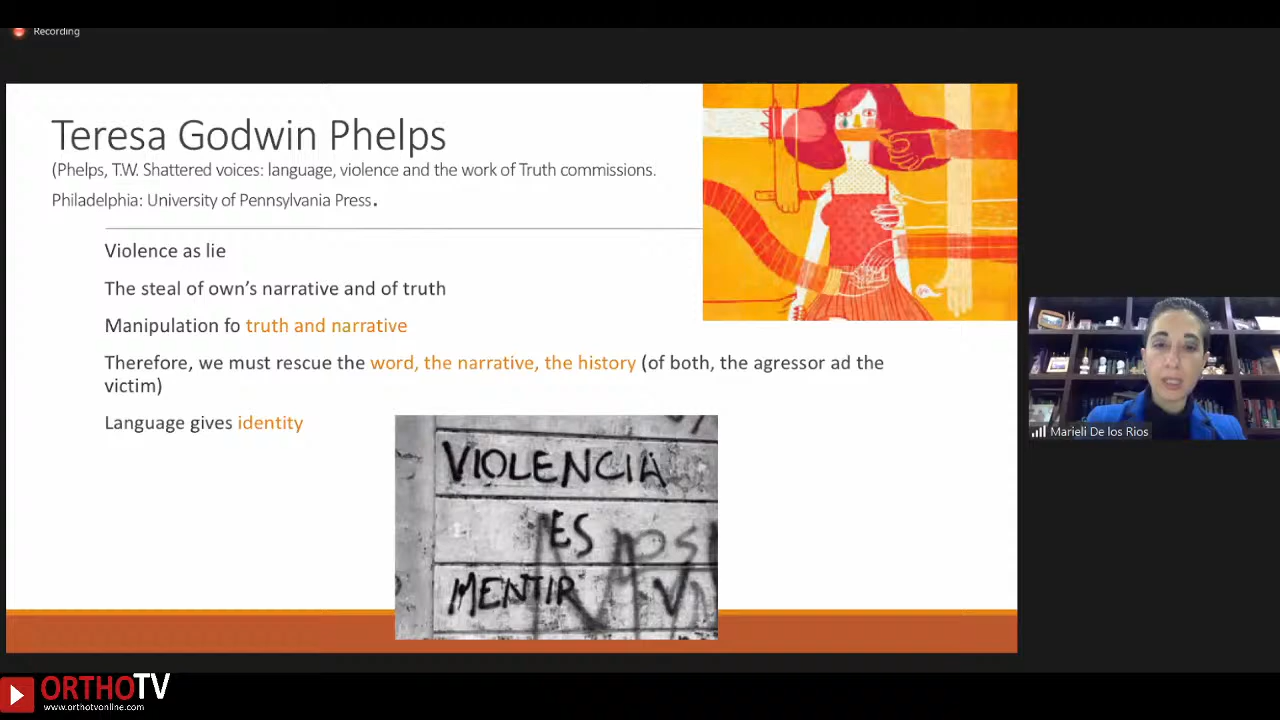 Recording
Teresa Godwin Phelps
(Phelps, T.W. Shattered voices: language, violence and the work of Truth commissions.
Philadelphia: University of Pennsylvania Press.
Violence as lie
The steal of own's narrative and of truth
Manipulation fo truth and narrative
Therefore, we must rescue the word, the narrative, the history (of both, the agressor ad the
victim)
Language gives identity
VIOLENCIA
ES
MENTIR
Marieli De los Rios
ORTHOTV
www.orthotvonline.com